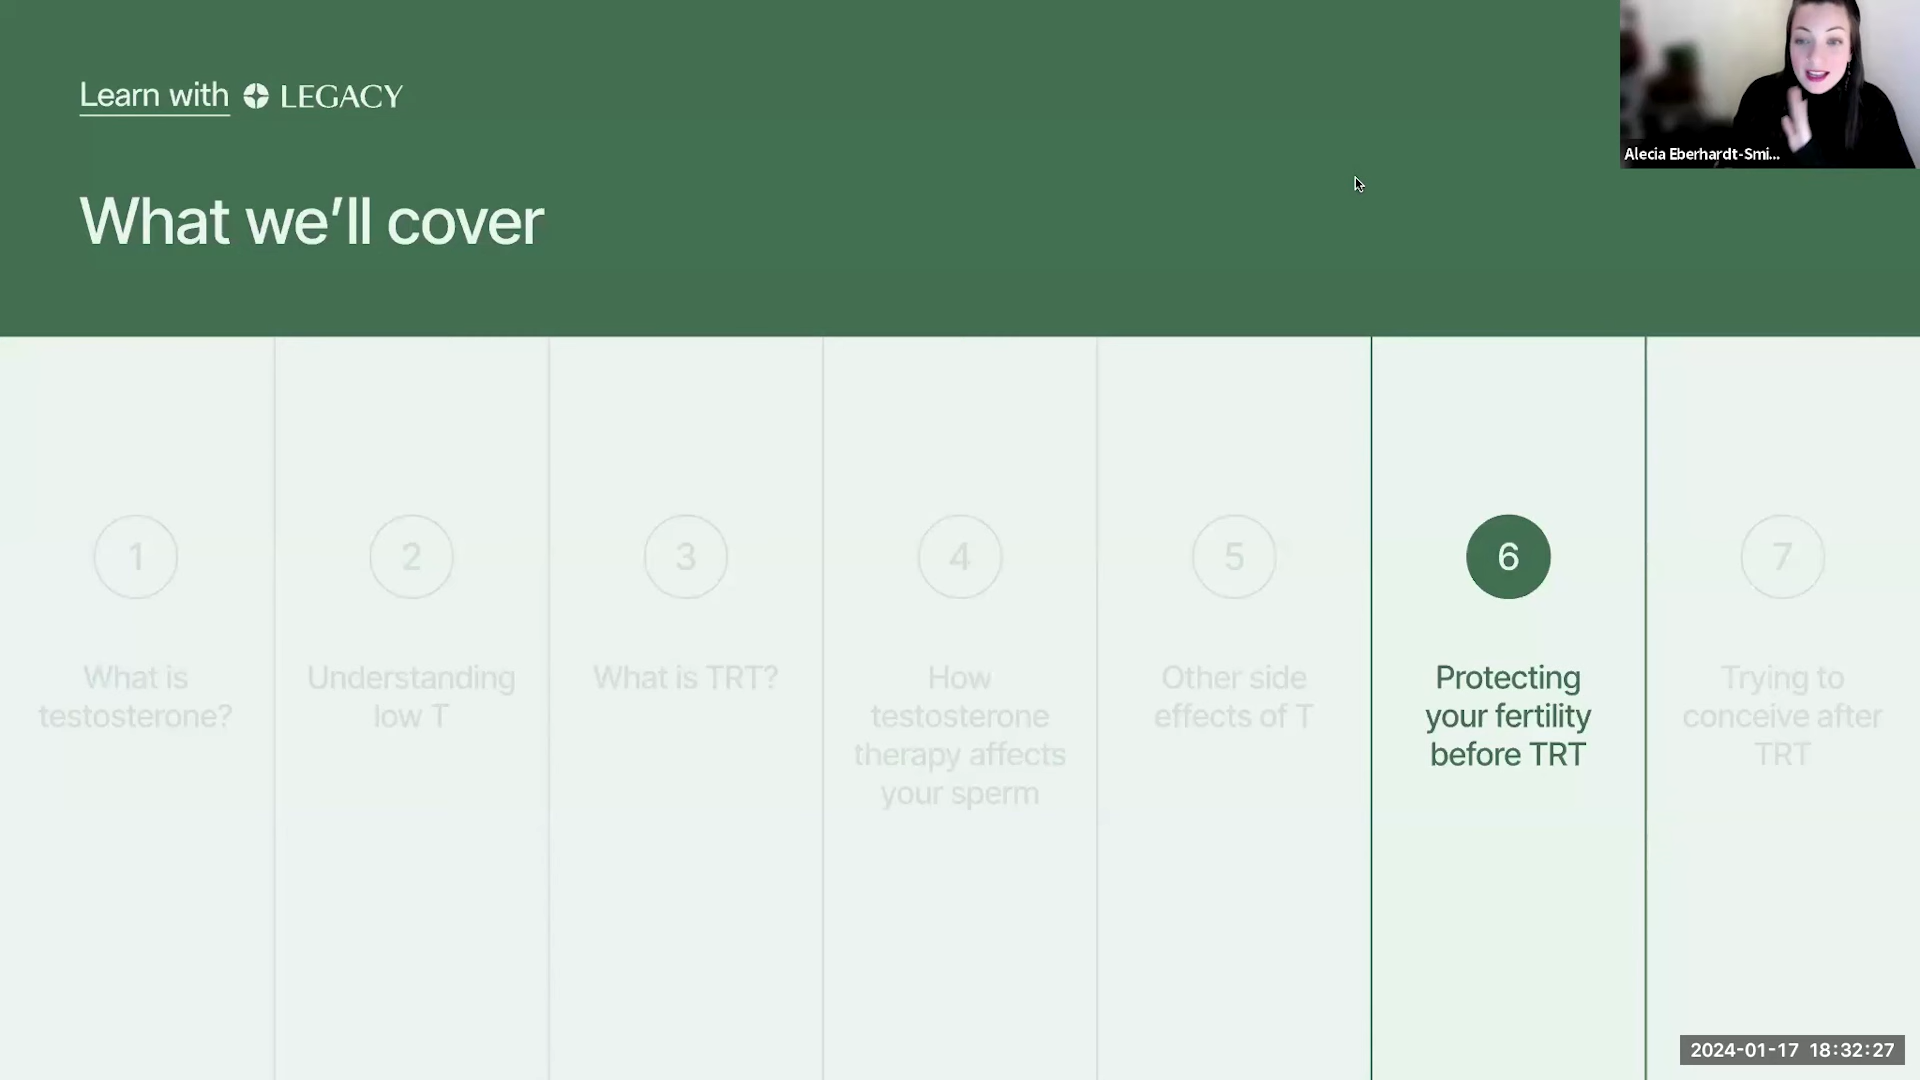 Learn with LEGACY
Alecia Eberhardt-Smi...
What we’ll cover
1
What is
testosterone?
2
Understanding
low T
3
What is TRT?
4
How
testosterone
therapy affects
your sperm
5
Other side
effects of T
6
Protecting
your fertility
before TRT
7
Trying to
conceive after
TRT
2024-01-17 18:32:27